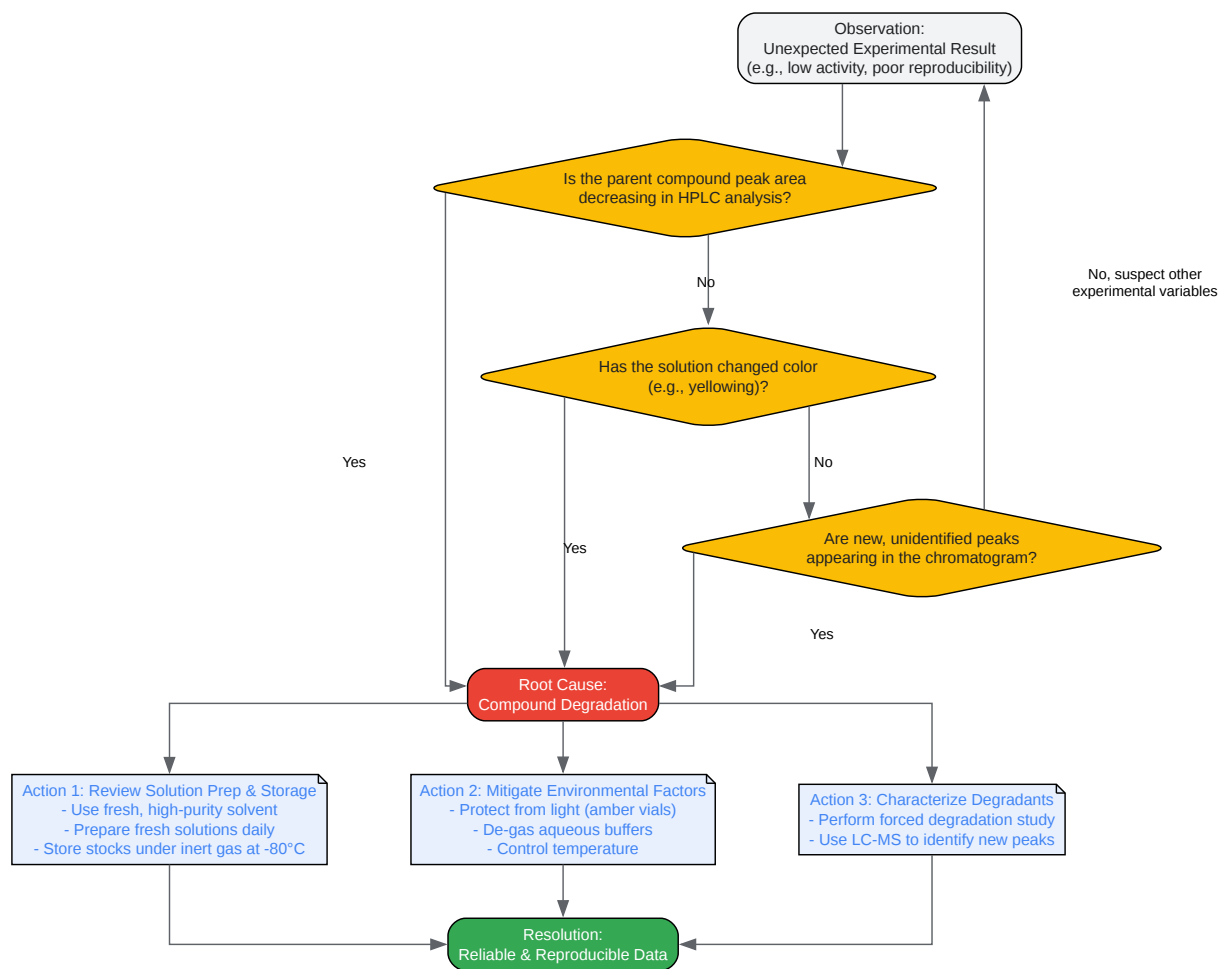 Observation:
Unexpected Experimental Result
(e.g., low activity, poor reproducibility)
Is the parent compound peak area
decreasing in HPLC analysis?
No, suspect other
experimental variables
No
Has the solution changed color
(e.g., yellowing)?
Yes
No
Are new, unidentified peaks
appearing in the chromatogram?
Yes
Yes
Root Cause:
Compound Degradation
Action 1: Review Solution Prep & Storage
- Use fresh, high-purity solvent
- Prepare fresh solutions daily
- Store stocks under inert gas at -80°C
Action 2: Mitigate Environmental Factors
- Protect from light (amber vials)
- De-gas aqueous buffers
- Control temperature
Action 3: Characterize Degradants
- Perform forced degradation study
- Use LC-MS to identify new peaks
Resolution:
Reliable & Reproducible Data